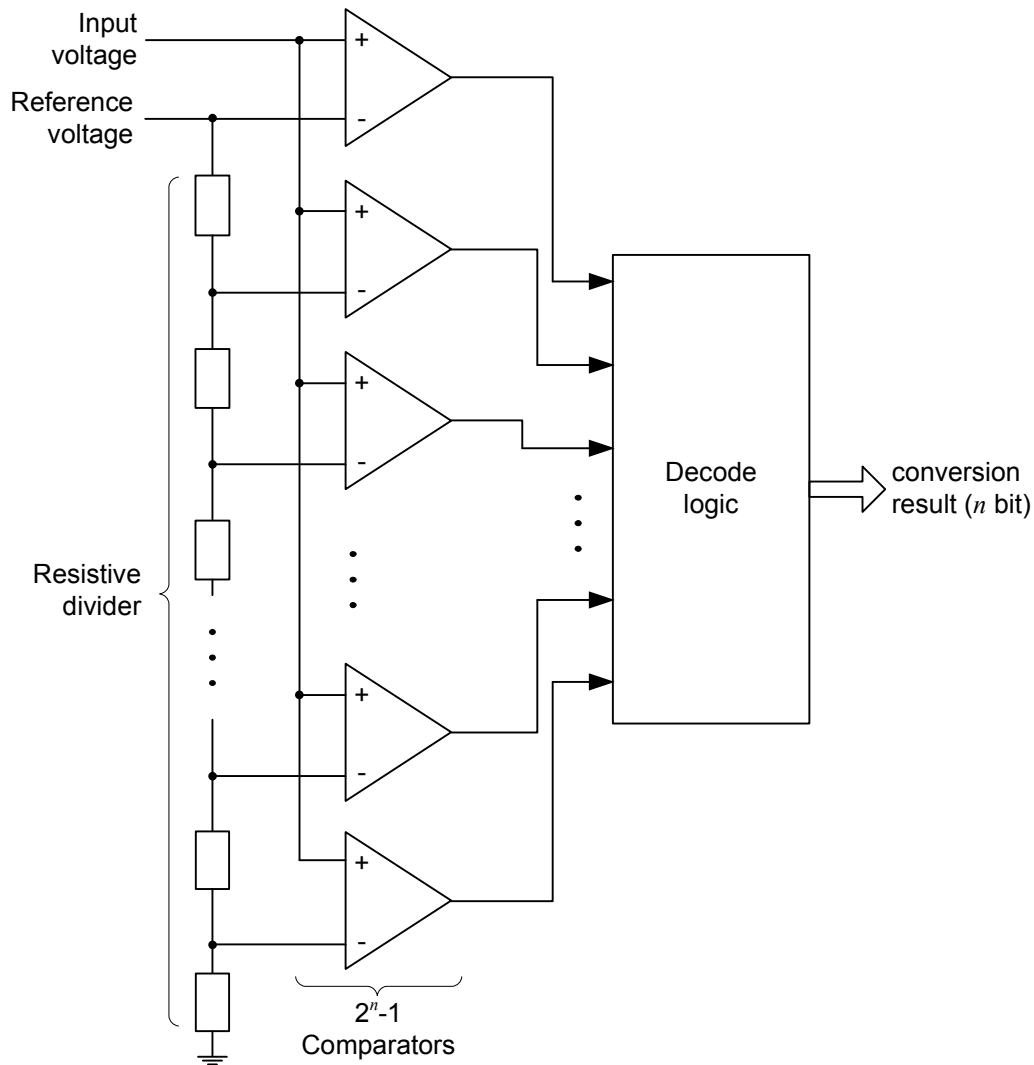 Input
voltage
Reference
voltage
+
-
+
-
+
-
Decode
logic
conversion
result (n bit)
Resistive
divider
+
-
+
-
2ⁿ-1
Comparators